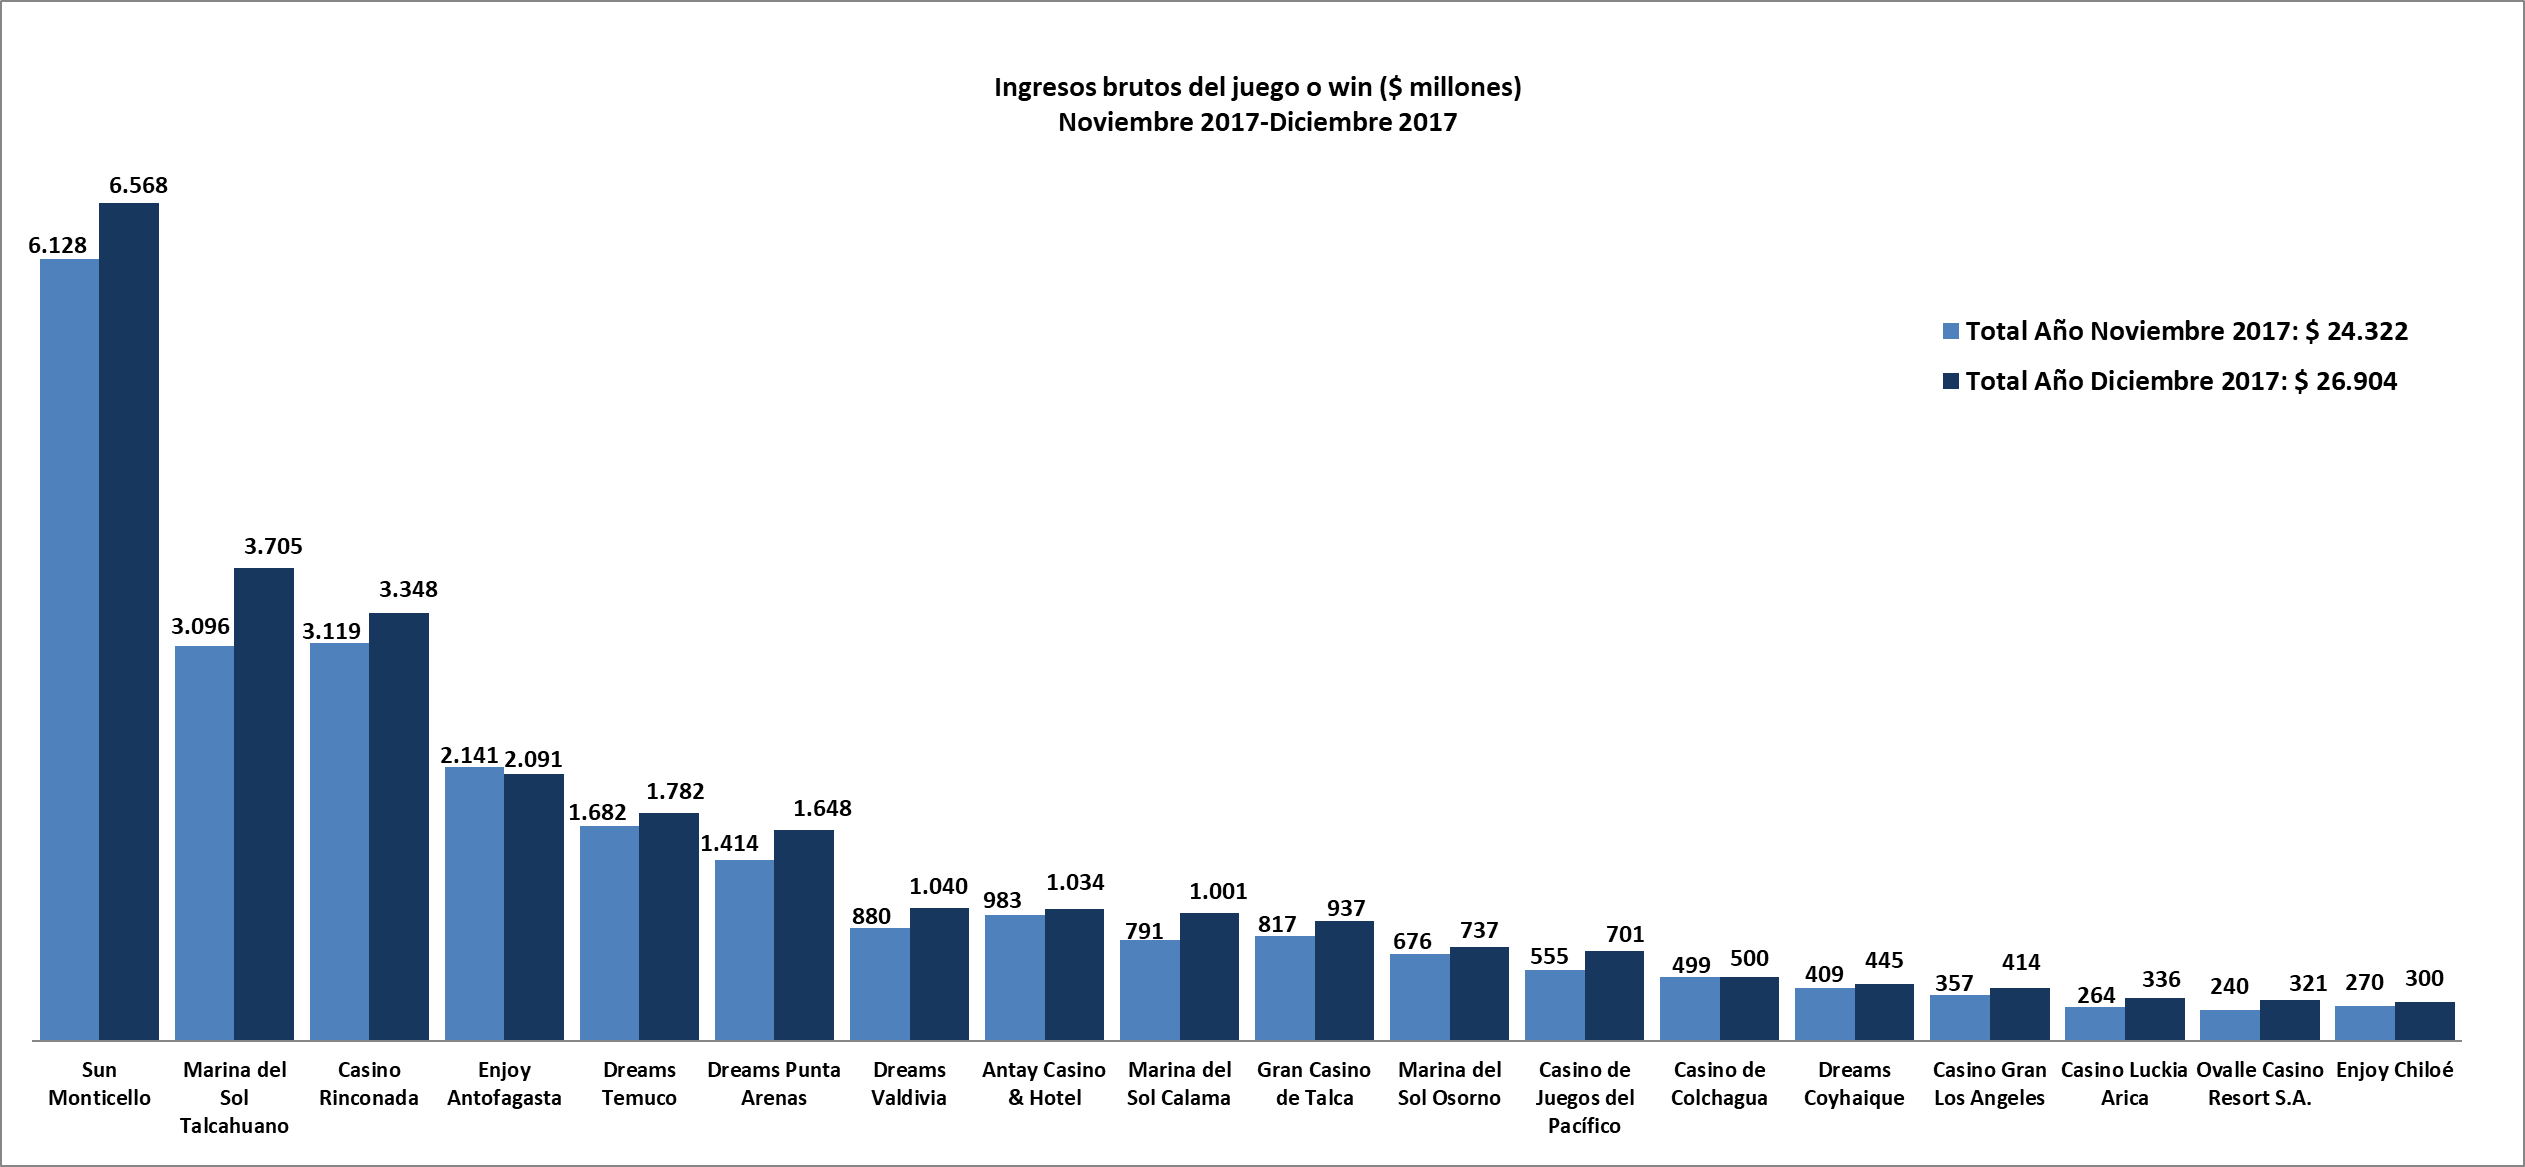 Ingresos brutos del juego o win ($ millones)
Noviembre 2017-Diciembre 2017
6.128
6.568
3.096
3.705
3.119
3.348
2.141
2.091
1.682
1.782
1.414
1.648
880
1.040
983
1.034
791
1.001
817
937
676
737
555
701
499
500
409
445
357
414
264
336
240
321
270
300
Total Año Noviembre 2017: $ 24.322
Total Año Diciembre 2017: $ 26.904
Sun
Monticello
Marina del
Sol
Talcahuano
Casino
Rinconada
Enjoy
Antofagasta
Dreams
Temuco
Dreams Punta
Arenas
Dreams
Valdivia
Antay Casino
& Hotel
Marina del
Sol Calama
Gran Casino
de Talca
Marina del
Sol Osorno
Casino de
Juegos del
Pacífico
Casino de
Colchagua
Dreams
Coyhaique
Casino Gran
Los Angeles
Casino Luckia
Arica
Ovalle Casino
Resort S.A.
Enjoy Chiloé